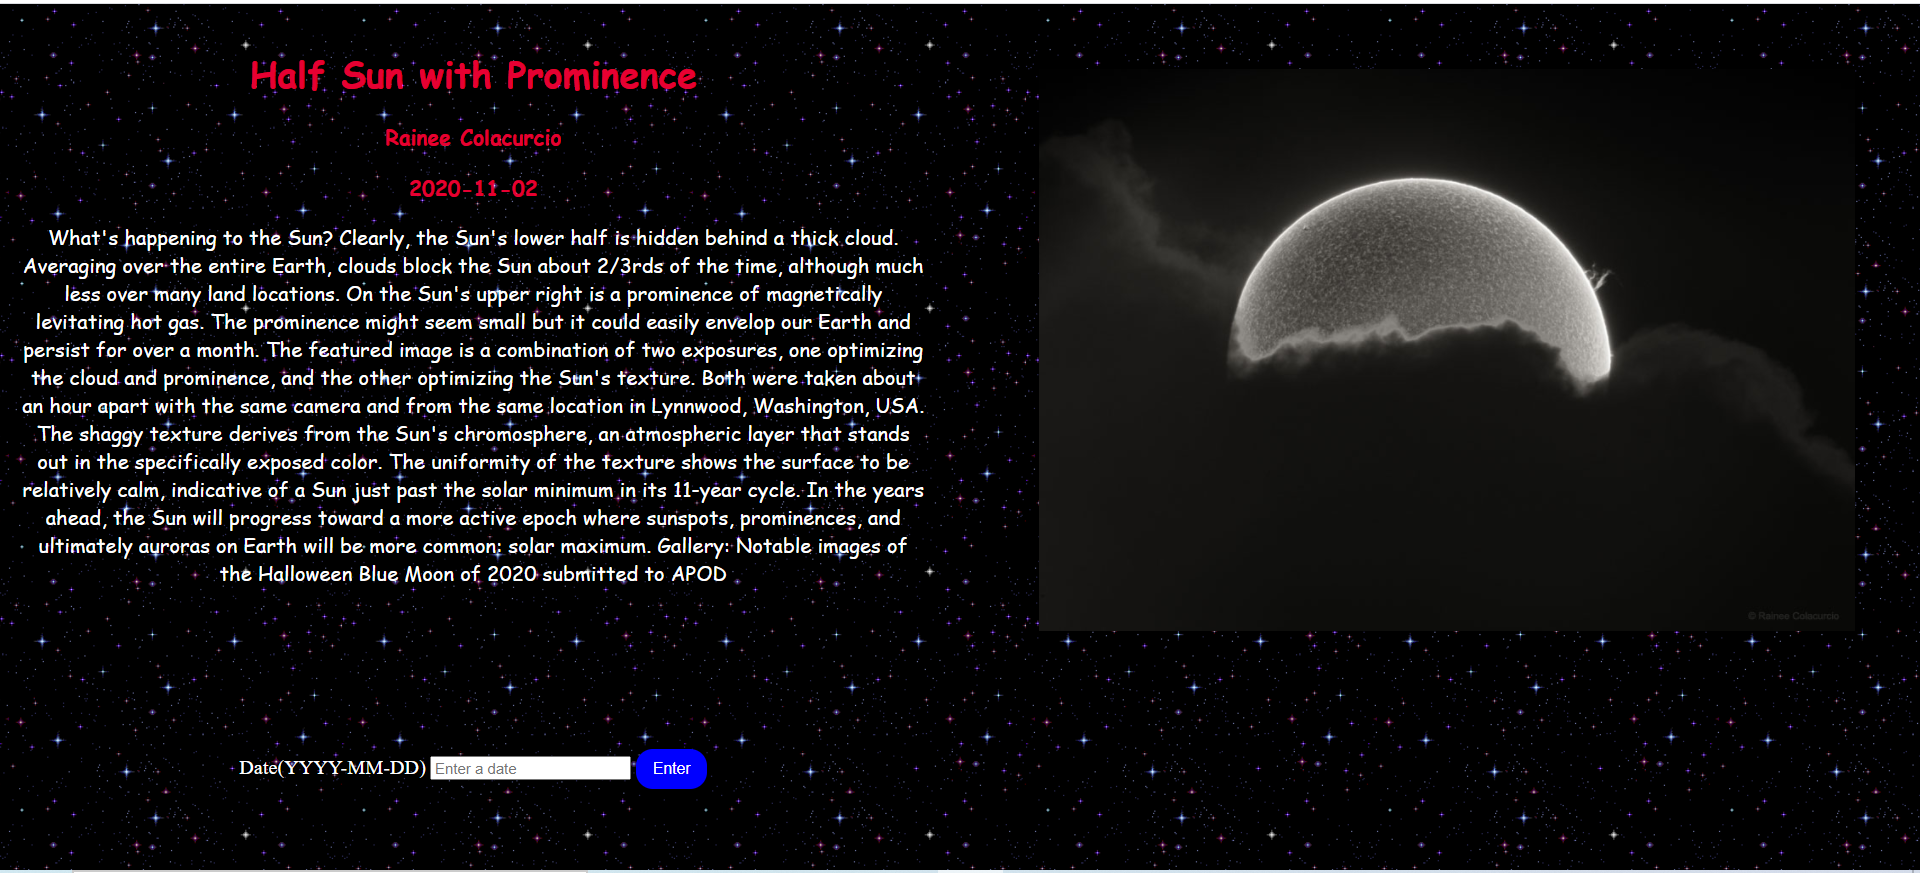 Half Sun with Prominence
Rainee Colacurcio
2020-11-02
What's happening to the Sun? Clearly, the Sun's lower half is hidden behind a thick cloud.
Averaging over the entire Earth, clouds block the Sun about 2/3rds of the time, although much
less over many land locations. On the Sun's upper right is a prominence of magnetically
levitating hot gas. The prominence might seem small but it could easily envelop our Earth and
persist for over a month. The featured image is a combination of two exposures, one optimizing
the cloud and prominence, and the other optimizing the Sun's texture. Both were taken about
an hour apart with the same camera and from the same location in Lynnwood, Washington, USA.
The shaggy texture derives from the Sun's chromosphere, an atmospheric layer that stands
out in the specifically exposed color. The uniformity of the texture shows the surface to be
relatively calm, indicative of a Sun just past the solar minimum in its 11-year cycle. In the years
ahead, the Sun will progress toward a more active epoch where sunspots, prominences, and
ultimately auroras on Earth will be more common: solar maximum. Gallery: Notable images of
the Halloween Blue Moon of 2020 submitted to APOD
Date(YYYY-MM-DD) Enter a date Enter
© Rainee Colacurcio